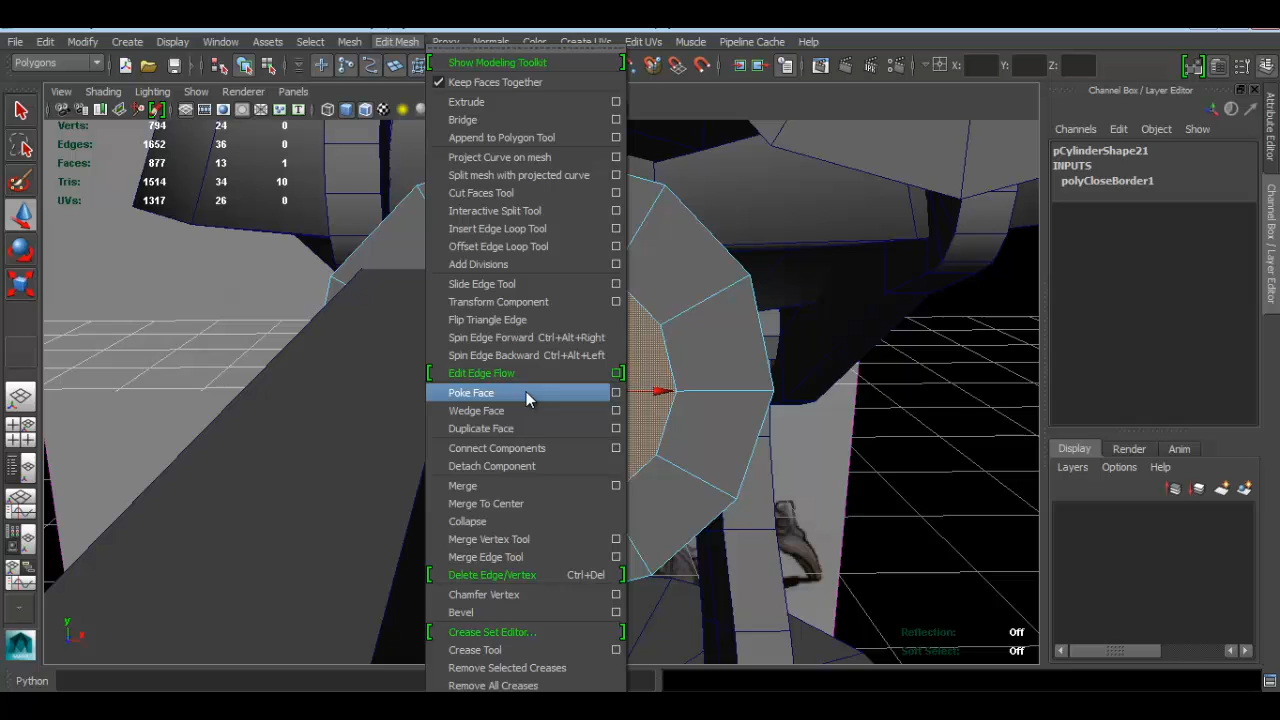 File Edit Modify Create Display Window Assets Select Mesh Edit Mesh Proxy Normals Color Create UVs Edit UVs Muscle Pipeline Cache Help
Polygons
X: Y: Z:
View Shading Lighting Show Renderer Panels
Verts: 794 24 0
Edges: 1652 36 0
Faces: 877 13 1
Tris: 1514 34 10
UVs: 1317 26 0
Show Modeling Toolkit
Keep Faces Together
Extrude
Bridge
Append to Polygon Tool
Project Curve on mesh
Split mesh with projected curve
Cut Faces Tool
Interactive Split Tool
Insert Edge Loop Tool
Offset Edge Loop Tool
Add Divisions
Slide Edge Tool
Transform Component
Flip Triangle Edge
Spin Edge Forward Ctrl+Alt+Right
Spin Edge Backward Ctrl+Alt+Left
Edit Edge Flow
Poke Face
Wedge Face
Duplicate Face
Connect Components
Detach Component
Merge
Merge To Center
Collapse
Merge Vertex Tool
Merge Edge Tool
Delete Edge/Vertex Ctrl+Del
Chamfer Vertex
Bevel
Crease Set Editor...
Crease Tool
Remove Selected Creases
Remove All Creases
Reflection: Off
Soft Select: Off
y
x
Python
Channel Box / Layer Editor
Channels Edit Object Show
pCylinderShape21
INPUTS
polyCloseBorder1
Display Render Anim
Layers Options Help
Attribute Editor
Channel Box / Layer Editor